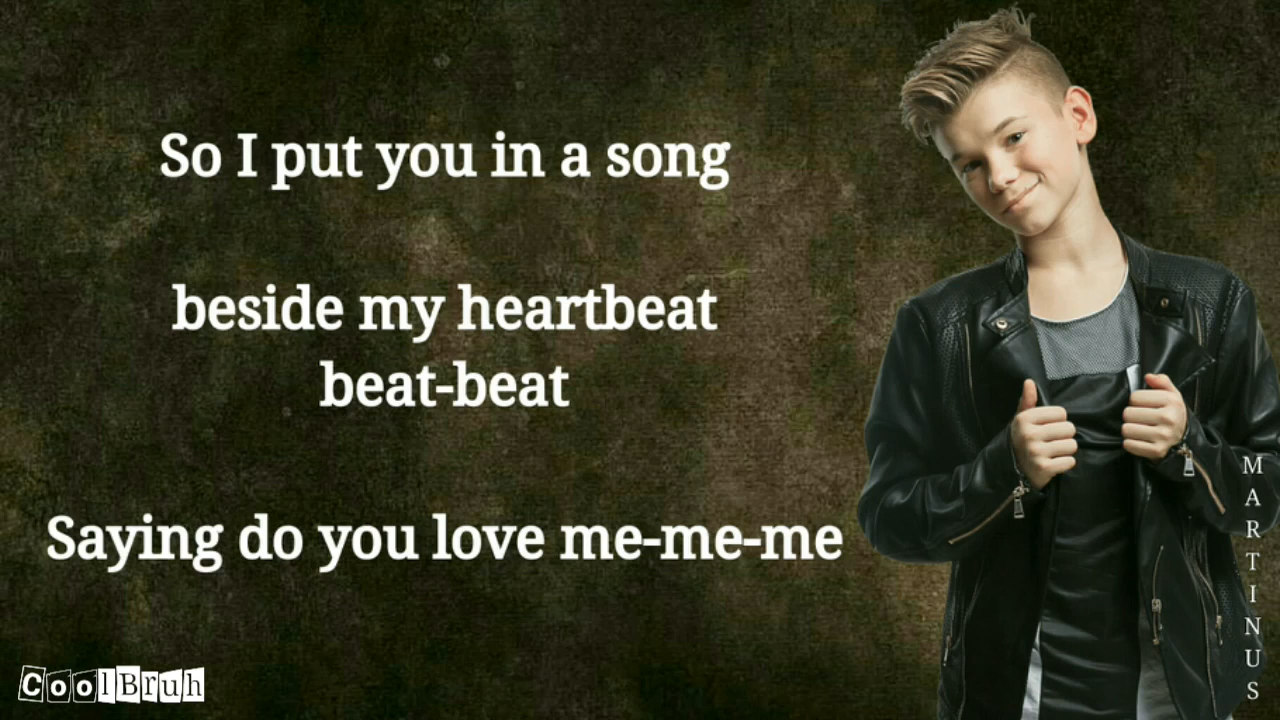 So I put you in a song
beside my heartbeat
beat-beat
Saying do you love me-me-me
MARTINUS
CoolBruh